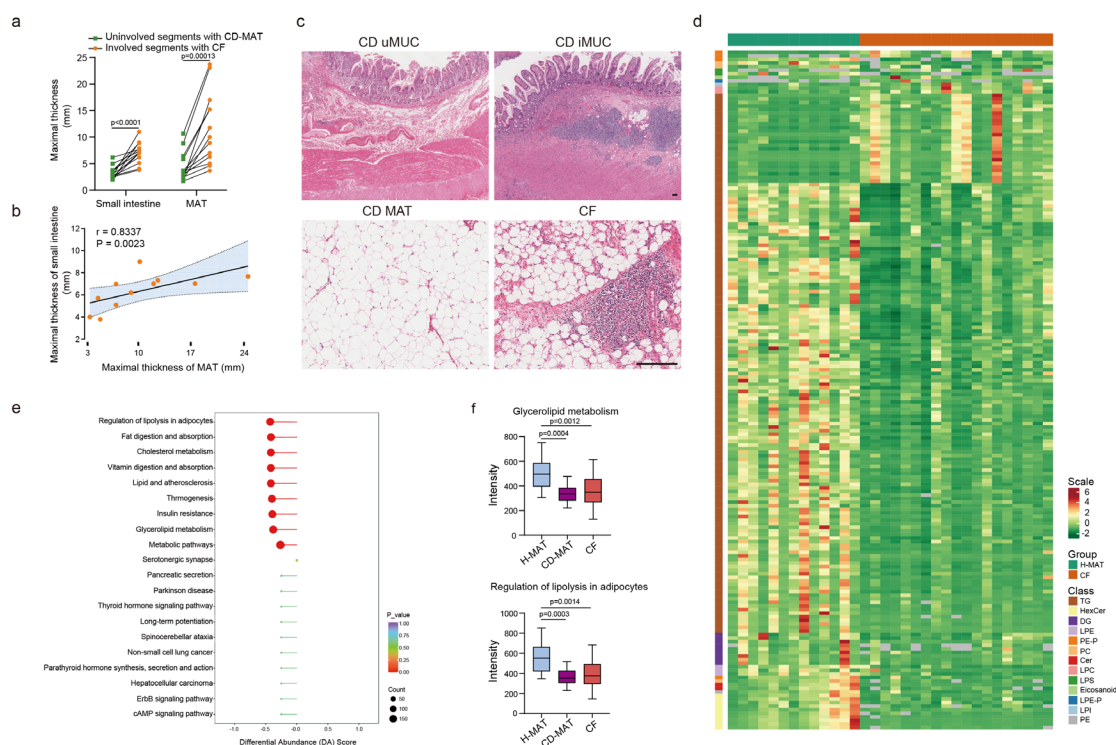 a
Uninvolved segments with CD-MAT
Involved segments with CF
p=0.00013
p<0.0001
Maximal thickness
(mm)
25
20
15
10
5
0
Small intestine
MAT
b
r = 0.8337
P = 0.0023
Maximal thickness of small intestine
(mm)
12
10
8
6
4
2
0
3
10
17
24
Maximal thickness of MAT (mm)
c
CD uMUC
CD iMUC
CD MAT
CF
d
Scale
6
4
2
0
-2
Group
H-MAT
CF
Class
TG
HexCer
DG
LPE
PE-P
PC
Cer
LPC
LPS
Eicosanoid
LPE-P
LPI
PE
e
Regulation of lipolysis in adipocytes
Fat digestion and absorption
Cholesterol metabolism
Vitamin digestion and absorption
Lipid and atherosclerosis
Thrmogenesis
Insulin resistance
Glycerolipid metabolism
Metabolic pathways
Serotonergic synapse
Pancreatic secretion
Parkinson disease
Thyroid hormone signaling pathway
Long-term potentiation
Spinocerebellar ataxia
Non-small cell lung cancer
Parathyroid hormone synthesis, secretion and action
Hepatocellular carcinoma
ErbB signaling pathway
cAMP signaling pathway
-1.0
-0.5
-0.0
0.5
1.0
Differential Abundance (DA) Score
P_value
1.00
0.75
0.50
0.25
0.00
Count
50
100
150
f
Glycerolipid metabolism
p=0.0012
p=0.0004
Intensity
800
600
400
200
0
H-MAT
CD-MAT
CF
Regulation of lipolysis in adipocytes
p=0.0014
p=0.0003
Intensity
1000
800
600
400
200
0
H-MAT
CD-MAT
CF